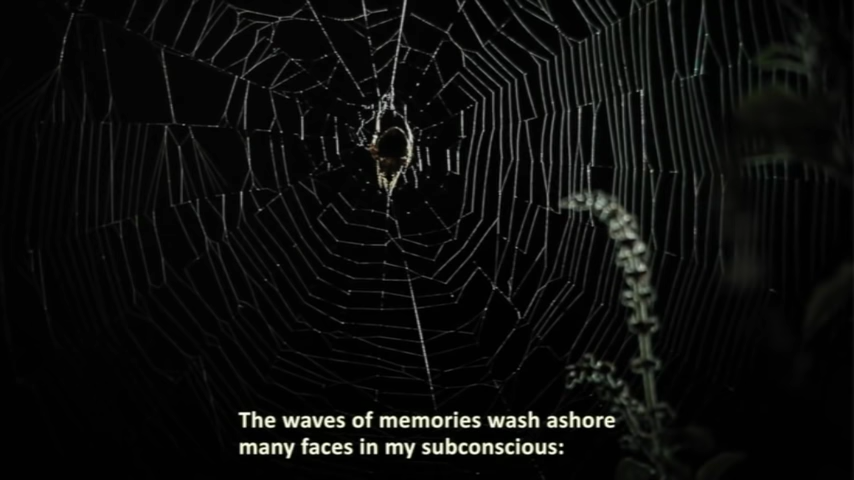 The waves of memories wash ashore
many faces in my subconscious: